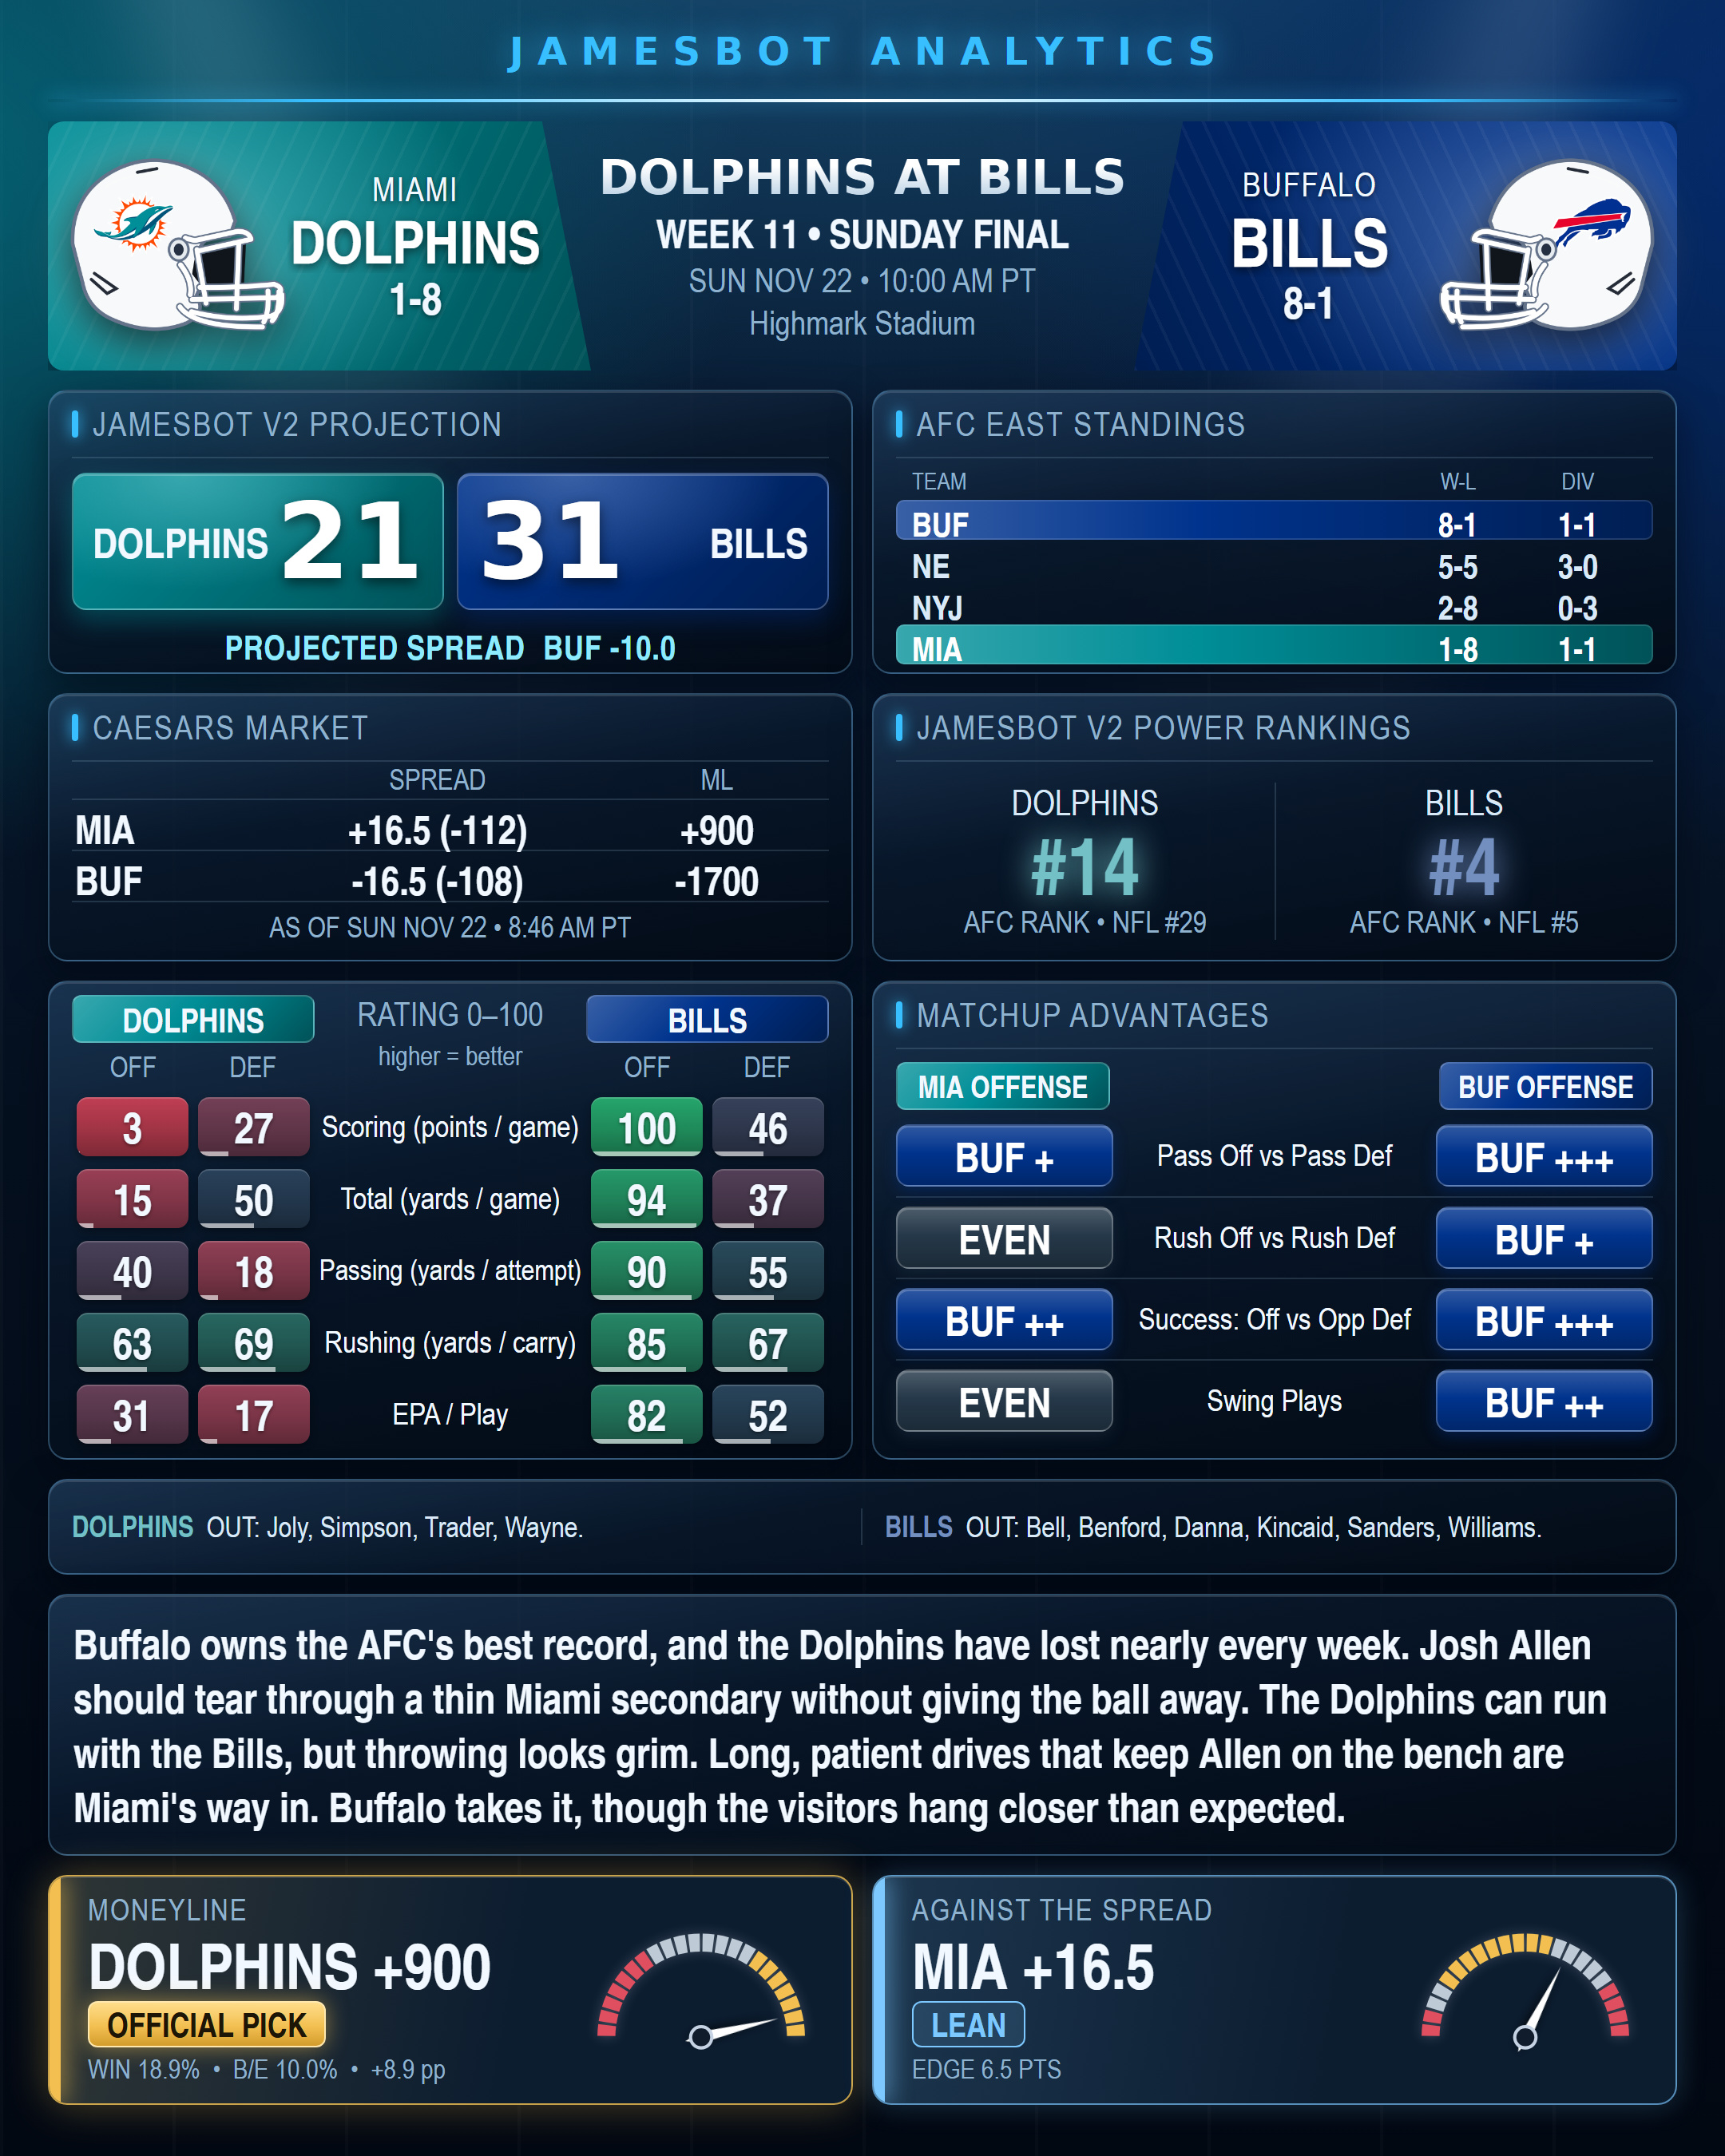 JAMESBOT ANALYTICS
MIAMI
DOLPHINS
1-8
DOLPHINS AT BILLS
WEEK 11 • SUNDAY FINAL
SUN NOV 22 • 10:00 AM PT
Highmark Stadium
BUFFALO
BILLS
8-1
JAMESBOT V2 PROJECTION
DOLPHINS 21 31 BILLS
PROJECTED SPREAD BUF -10.0
AFC EAST STANDINGS
TEAM W-L DIV
BUF 8-1 1-1
NE 5-5 3-0
NYJ 2-8 0-3
MIA 1-8 1-1
CAESARS MARKET
SPREAD ML
MIA +16.5 (-112) +900
BUF -16.5 (-108) -1700
AS OF SUN NOV 22 • 8:46 AM PT
JAMESBOT V2 POWER RANKINGS
DOLPHINS BILLS
#14 #4
AFC RANK • NFL #29 AFC RANK • NFL #5
DOLPHINS RATING 0–100 BILLS
OFF DEF higher = better OFF DEF
3 27 Scoring (points / game) 100 46
15 50 Total (yards / game) 94 37
40 18 Passing (yards / attempt) 90 55
63 69 Rushing (yards / carry) 85 67
31 17 EPA / Play 82 52
MATCHUP ADVANTAGES
MIA OFFENSE BUF OFFENSE
BUF + Pass Off vs Pass Def BUF +++
EVEN Rush Off vs Rush Def BUF +
BUF ++ Success: Off vs Opp Def BUF +++
EVEN Swing Plays BUF ++
DOLPHINS OUT: Joly, Simpson, Trader, Wayne.
BILLS OUT: Bell, Benford, Danna, Kincaid, Sanders, Williams.
Buffalo owns the AFC's best record, and the Dolphins have lost nearly every week. Josh Allen
should tear through a thin Miami secondary without giving the ball away. The Dolphins can run
with the Bills, but throwing looks grim. Long, patient drives that keep Allen on the bench are
Miami's way in. Buffalo takes it, though the visitors hang closer than expected.
MONEYLINE
DOLPHINS +900
OFFICIAL PICK
WIN 18.9% • B/E 10.0% • +8.9 pp
AGAINST THE SPREAD
MIA +16.5
LEAN
EDGE 6.5 PTS